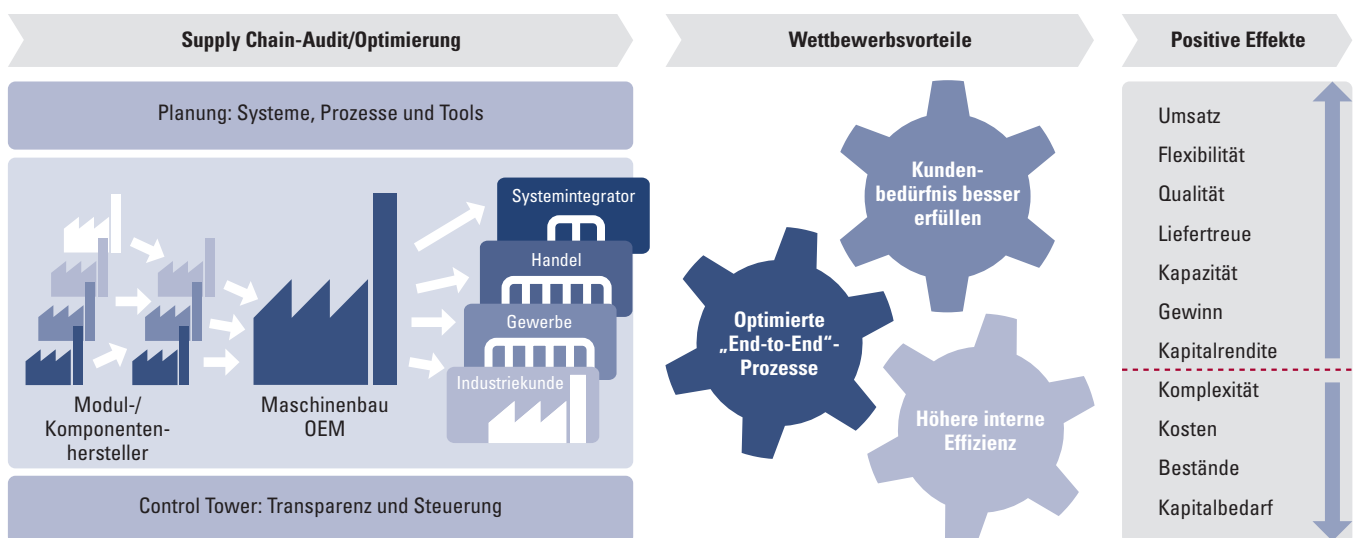 Supply Chain-Audit/Optimierung
Wettbewerbsvorteile
Positive Effekte
Planung: Systeme, Prozesse und Tools
Systemintegrator
Handel
Gewerbe
Industriekunde
Modul-/
Komponenten-
hersteller
Maschinenbau
OEM
Control Tower: Transparenz und Steuerung
Kunden-
bedürfnis besser
erfüllen
Optimierte
„End-to-End“-
Prozesse
Höhere interne
Effizienz
Umsatz
Flexibilität
Qualität
Liefertreue
Kapazität
Gewinn
Kapitalrendite
Komplexität
Kosten
Bestände
Kapitalbedarf